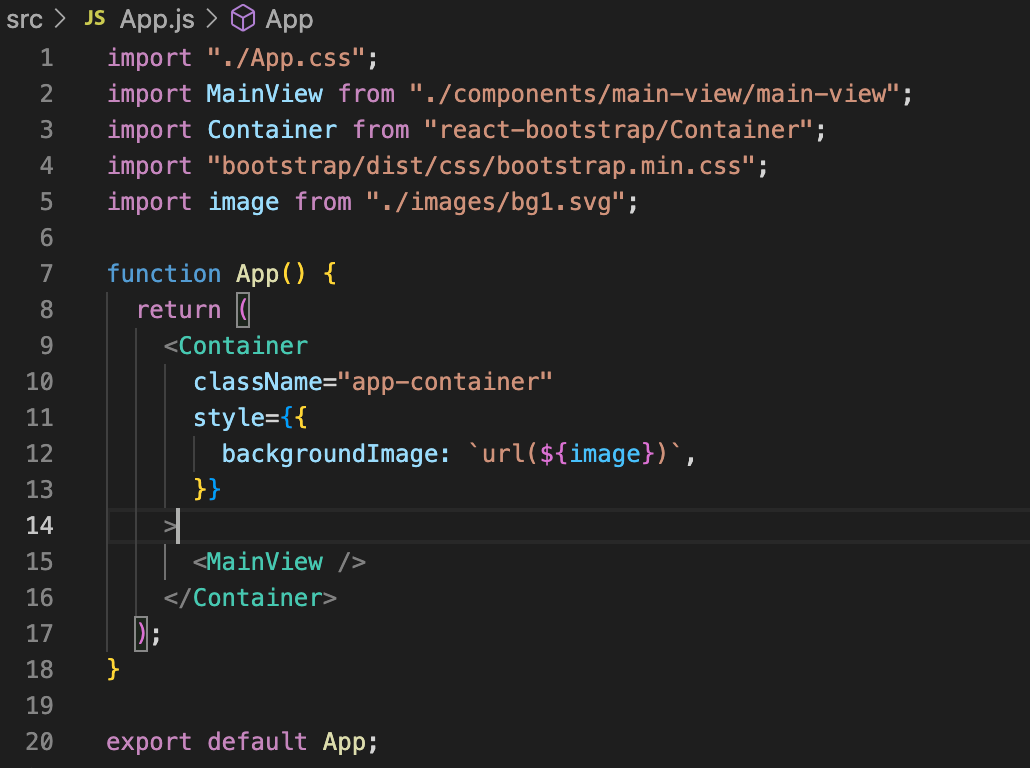 src > JS App.js > App
1 import "./App.css";
2 import MainView from "./components/main-view/main-view";
3 import Container from "react-bootstrap/Container";
4 import "bootstrap/dist/css/bootstrap.min.css";
5 import image from "./images/bg1.svg";
6
7 function App() {
8   return (
9     <Container
10       className="app-container"
11       style={{
12         backgroundImage: `url(${image})`,
13       }}
14     >
15       <MainView />
16     </Container>
17   );
18 }
19
20 export default App;